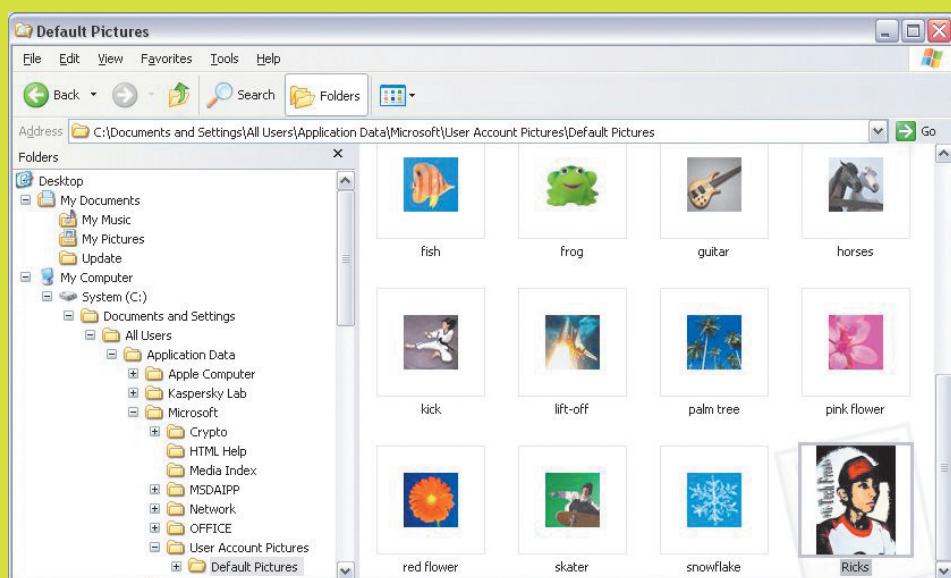 Default Pictures
File Edit View Favorites Tools Help
Back Search Folders
Address C:\Documents and Settings\All Users\Application Data\Microsoft\User Account Pictures\Default Pictures Go
Folders
Desktop
My Documents
My Music
My Pictures
Update
My Computer
System (C:)
Documents and Settings
All Users
Application Data
Apple Computer
Kaspersky Lab
Microsoft
Crypto
HTML Help
Media Index
MSDAIPP
Network
OFFICE
User Account Pictures
Default Pictures
fish frog guitar horses
kick lift-off palm tree pink flower
Hi-Tech Freak
red flower skater snowflake Ricks